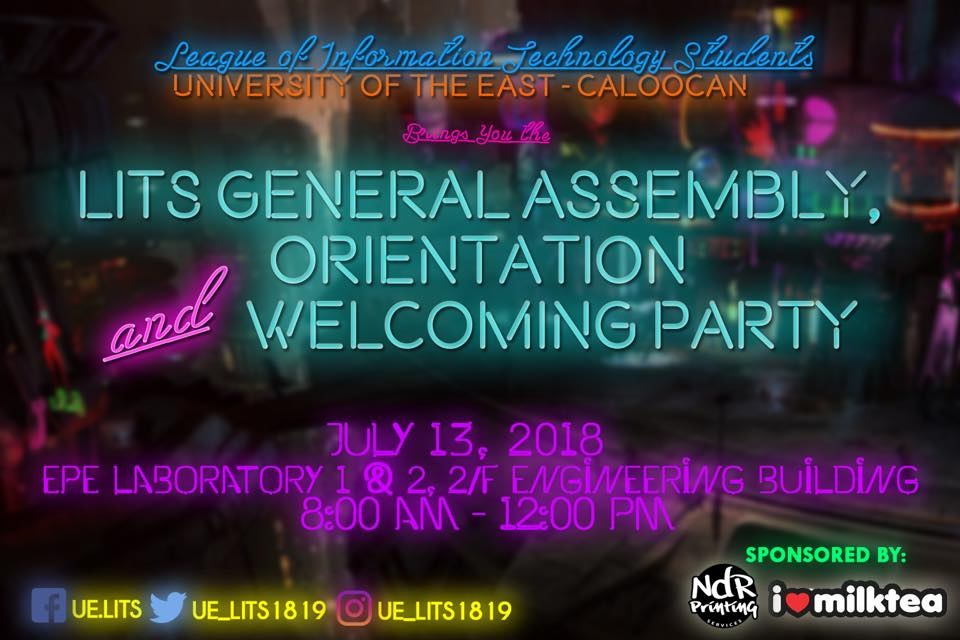 League of Information Technology Students
UNIVERSITY OF THE EAST - CALOOCAN
Brings You the
LITS GENERAL ASSEMBLY,
ORIENTATION
and WELCOMING PARTY
JULY 13, 2018
EPE LABORATORY 1 & 2, 2/F ENGINEERING BUILDING
8:00 AM - 12:00 PM
SPONSORED BY:
NdR
Printing
SERVICES
i ❤ milktea
UE.LITS UE_LITS1819 UE_LITS1819